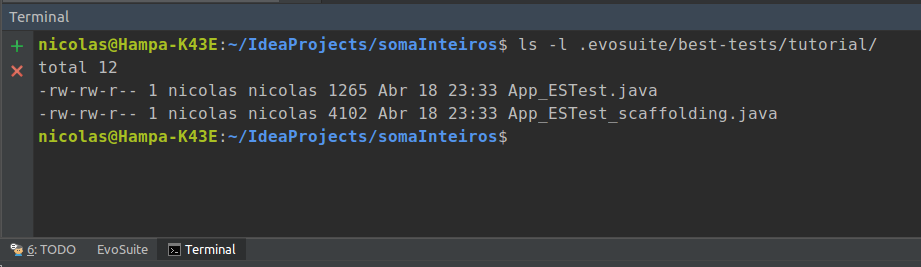 Terminal
nicolas@Hampa-K43E:~/IdeaProjects/somaInteiros$ ls -l .evosuite/best-tests/tutorial/
total 12
-rw-rw-r-- 1 nicolas nicolas 1265 Abr 18 23:33 App_ESTest.java
-rw-rw-r-- 1 nicolas nicolas 4102 Abr 18 23:33 App_ESTest_scaffolding.java
nicolas@Hampa-K43E:~/IdeaProjects/somaInteiros$
6: TODO EvoSuite Terminal